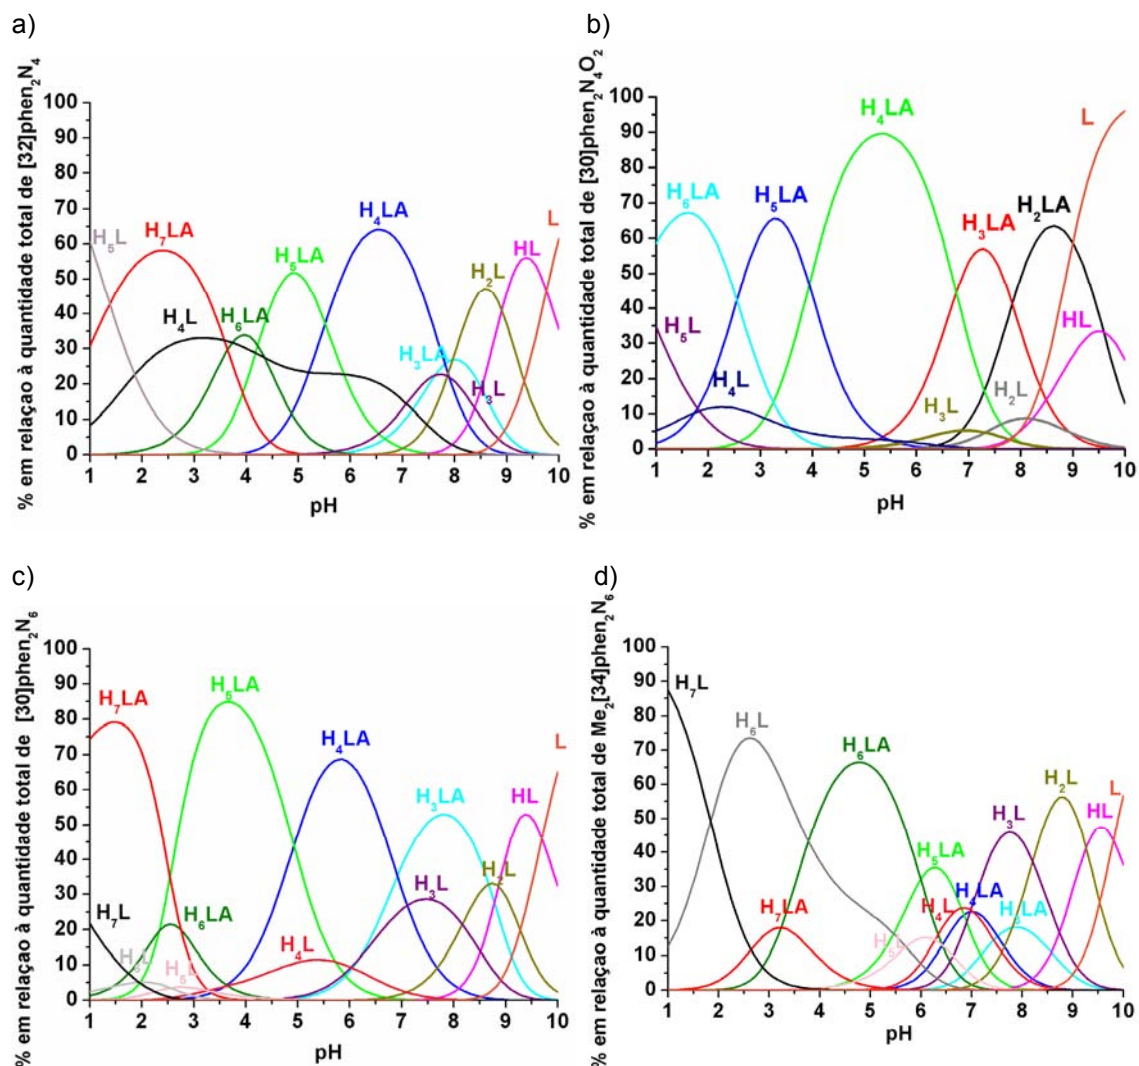 a)
% em relaçao à quantidade total de [32]phen₂N₄
100
90
80
70
60
50
40
30
20
10
0
H₅L
H₇LA
H₄L
H₆LA
H₅LA
H₄LA
H₃LA
H₃L
H₂L
HL
L
1 2 3 4 5 6 7 8 9 10
pH
b)
% em relaçao à quantidade total de [30]phen₂N₄O₂
100
90
80
70
60
50
40
30
20
10
0
H₆LA
H₅L
H₄L
H₅LA
H₄LA
H₃L
H₃LA
H₂L
H₂LA
HL
L
1 2 3 4 5 6 7 8 9 10
pH
c)
% em relaçao à quantidade total de [30]phen₂N₆
100
90
80
70
60
50
40
30
20
10
0
H₇LA
H₇L
H₆L
H₅L
H₆LA
H₅LA
H₄L
H₄LA
H₃LA
H₃L
H₂L
HL
L
1 2 3 4 5 6 7 8 9 10
pH
d)
% em relaçao à quantidade total de Me₂[34]phen₂N₆
100
90
80
70
60
50
40
30
20
10
0
H₇L
H₆L
H₇LA
H₆LA
H₅L
H₅LA
H₄L
H₄LA
H₃L
H₃LA
H₂L
HL
L
1 2 3 4 5 6 7 8 9 10
pH